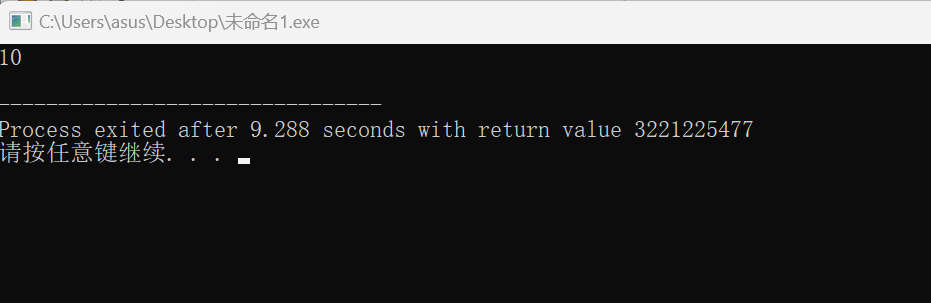 C:\Users\asus\Desktop\未命名1.exe
10
--------------------------------
Process exited after 9.288 seconds with return value 3221225477
请按任意键继续. . .